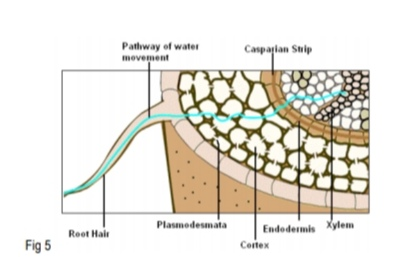 Pathway of water
movement
Casparian Strip
Root Hair
Plasmodesmata
Cortex
Endodermis
Xylem
Fig 5